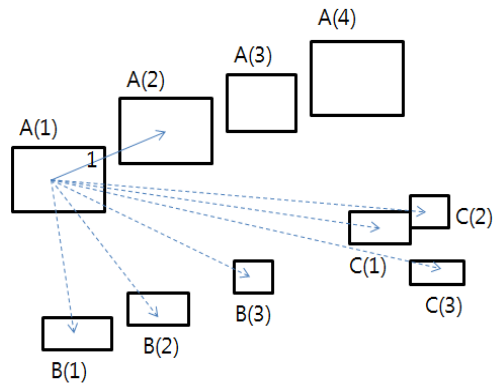 A(4)
A(3)
A(2)
A(1)
1
C(2)
C(1)
C(3)
B(3)
B(2)
B(1)